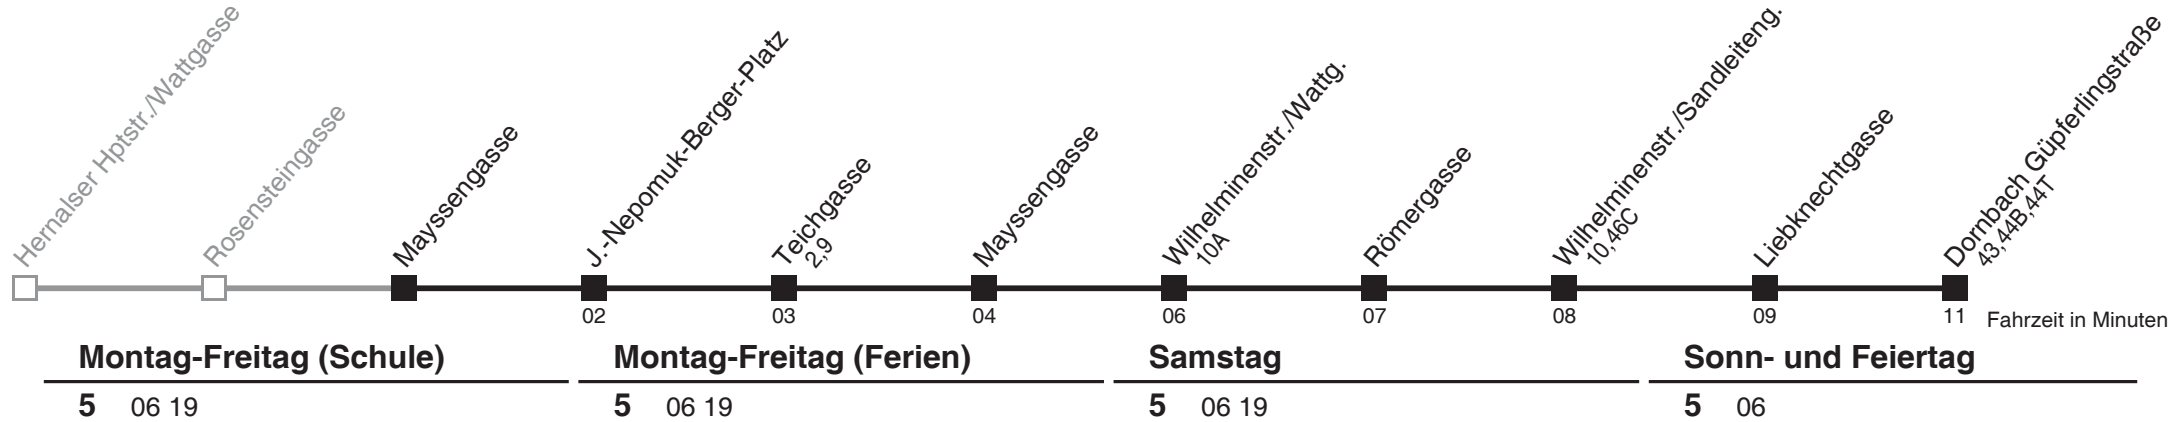 Hernalser Hptstr./Wattgasse
Rosensteingasse
Mayssengasse
J.-Nepomuk-Berger-Platz
Teichgasse
2,9
Mayssengasse
Wilhelminenstr./Wattg.
10A
Römergasse
Wilhelminenstr./Sandleiteng.
10,46C
Liebknechtgasse
Dornbach Güpferlingstraße
43,44B,44T
02 03 04 06 07 08 09 11 Fahrzeit in Minuten
Montag-Freitag (Schule) Montag-Freitag (Ferien) Samstag Sonn- und Feiertag
5 06 19 5 06 19 5 06 19 5 06